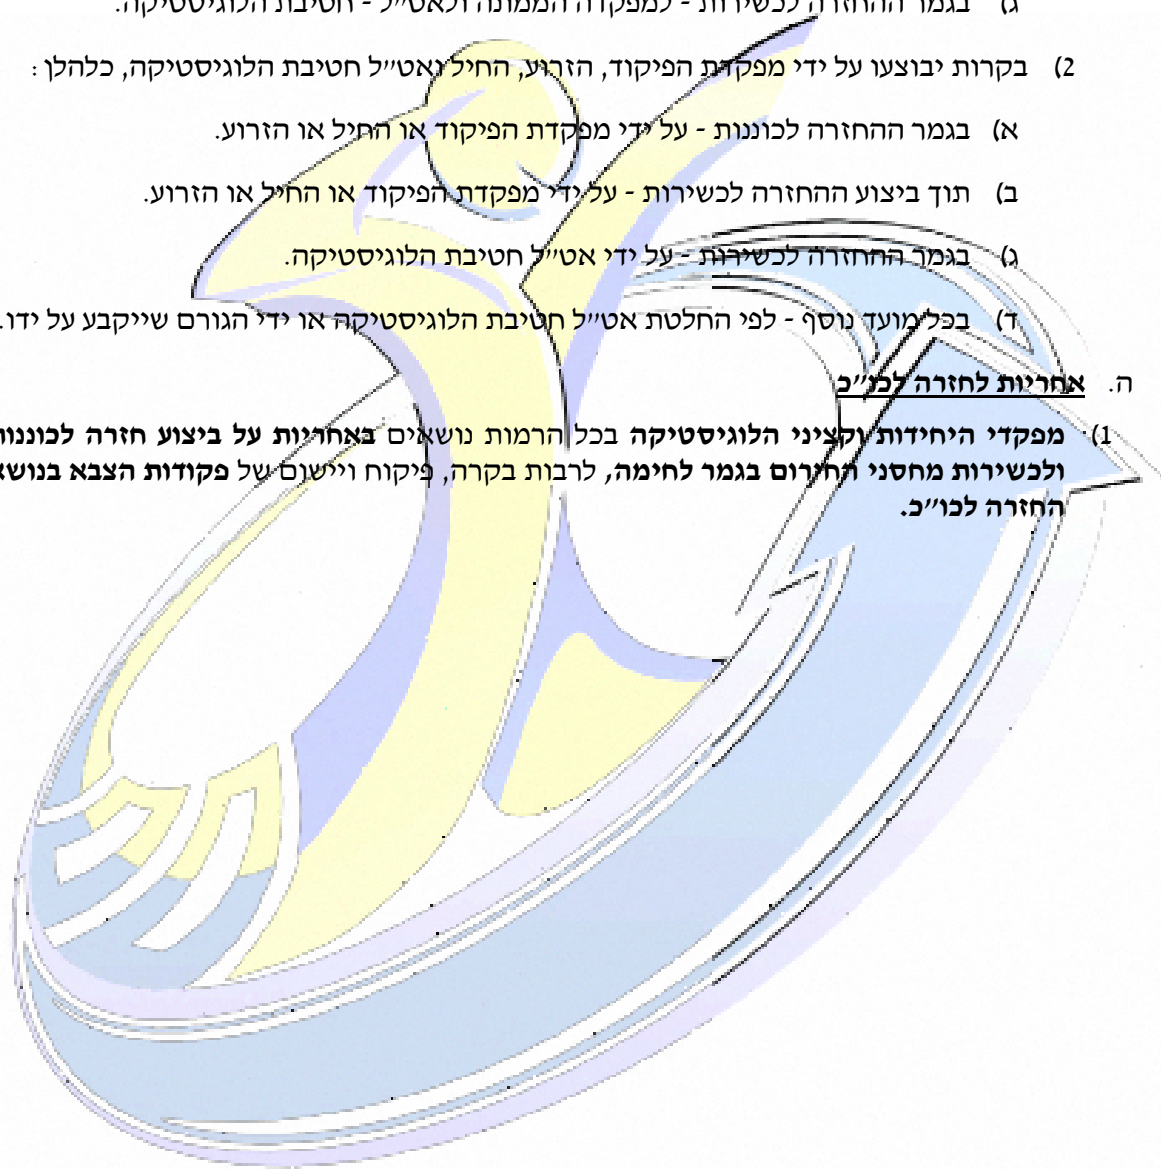 ג) בגמר ההחזרה לכשירות - למפקדה הממונה ולאט״ל - חטיבת הלוגיסטיקה.
2) בקרות יבוצעו על ידי מפקדת הפיקוד, הזרוע, החיל ואט״ל חטיבת הלוגיסטיקה, כלהלן :
א) בגמר ההחזרה לכוננות - על ידי מפקדת הפיקוד או החיל או הזרוע.
ב) תוך ביצוע ההחזרה לכשירות - על ידי מפקדת הפיקוד או החיל או הזרוע.
ג) בגמר ההחזרה לכשירות - על ידי אט״ל חטיבת הלוגיסטיקה.
ד) בכל מועד נוסף - לפי החלטת אט״ל חטיבת הלוגיסטיקה או ידי הגורם שייקבע על ידו.
ה. אחריות לחזרה לכו״כ
1) מפקדי היחידות וקציני הלוגיסטיקה בכל הרמות נושאים באחריות על ביצוע חזרה לכוננות
ולכשירות מחסני החירום בגמר לחימה, לרבות בקרה, פיקוח ויישום של פקודות הצבא בנושא
החזרה לכו״כ.